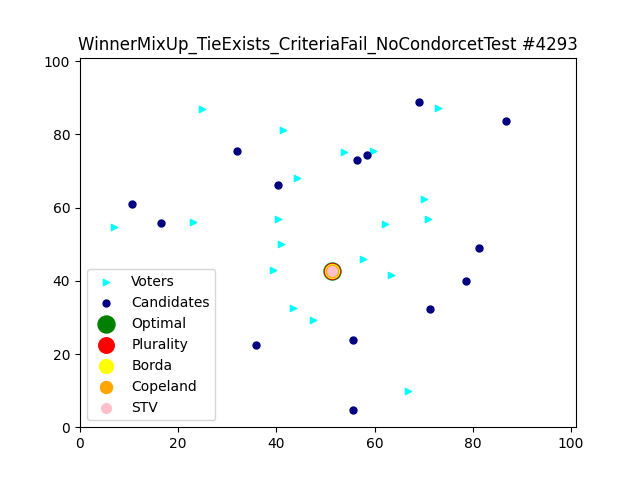 WinnerMixUp_TieExists_CriteriaFail_NoCondorcetTest #4293
100
80
60
40
20
0
Voters
Candidates
Optimal
Plurality
Borda
Copeland
STV
0 20 40 60 80 100